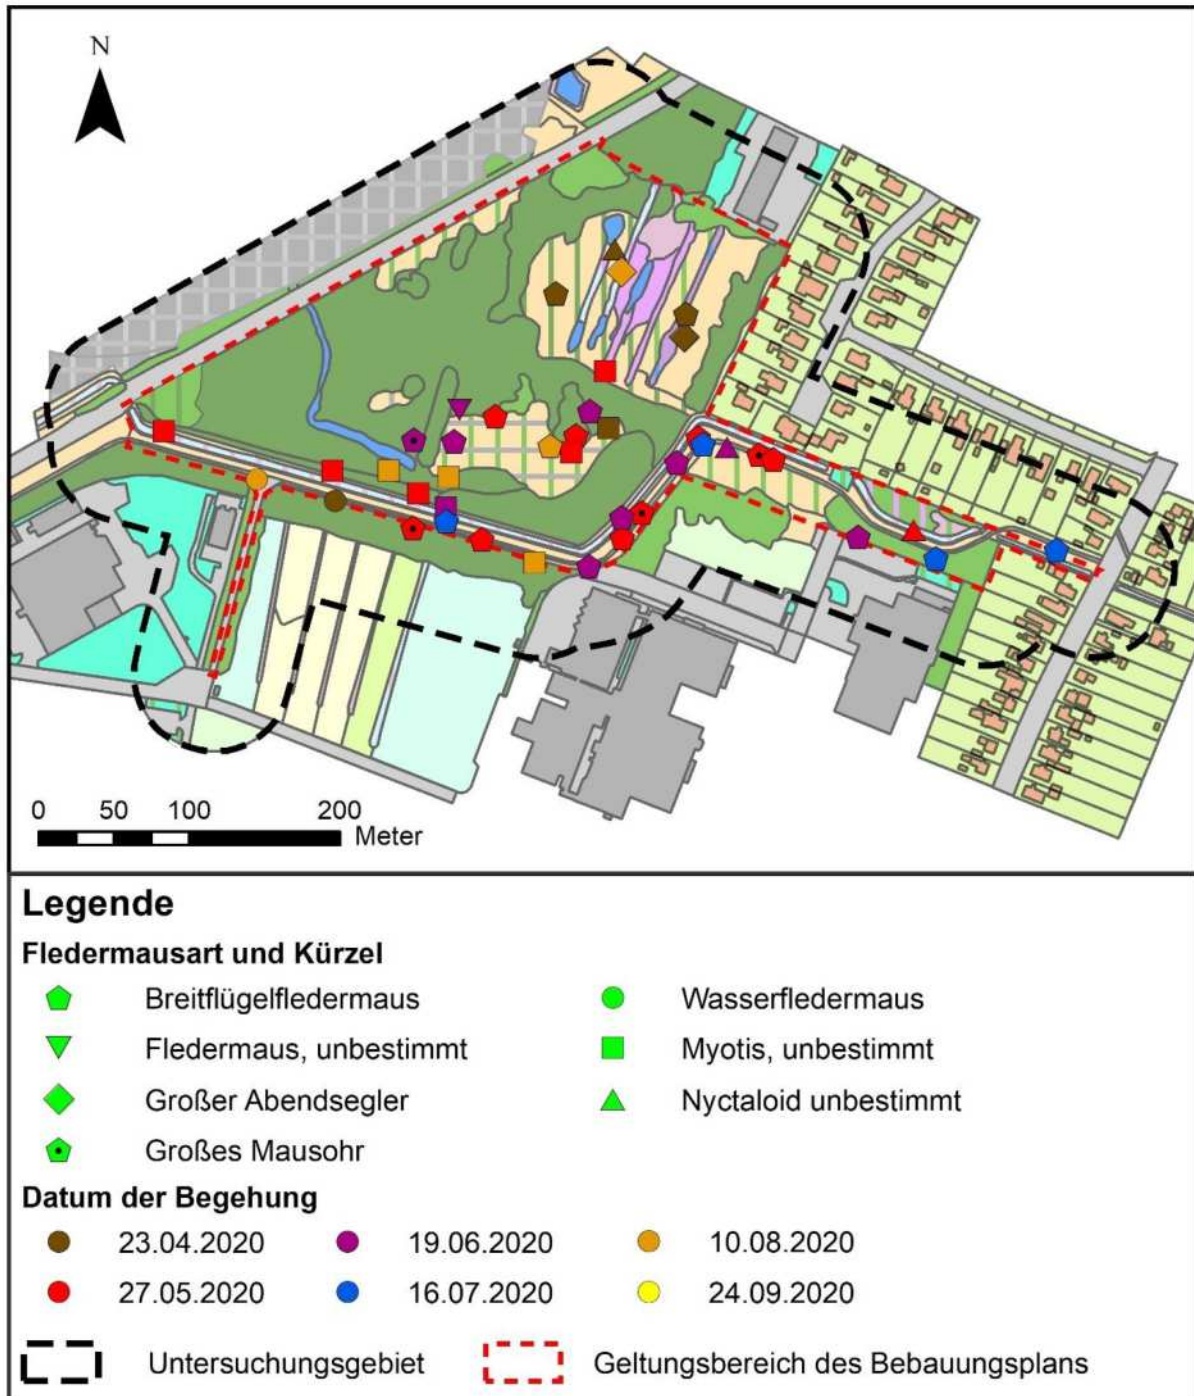 N
0 50 100 200
Meter
Legende
Fledermausart und Kürzel
Breitflügelfledermaus
Wasserfledermaus
Fledermaus, unbestimmt
Myotis, unbestimmt
Großer Abendsegler
Nyctaloid unbestimmt
Großes Mausohr
Datum der Begehung
23.04.2020
19.06.2020
10.08.2020
27.05.2020
16.07.2020
24.09.2020
Untersuchungsgebiet
Geltungsbereich des Bebauungsplans